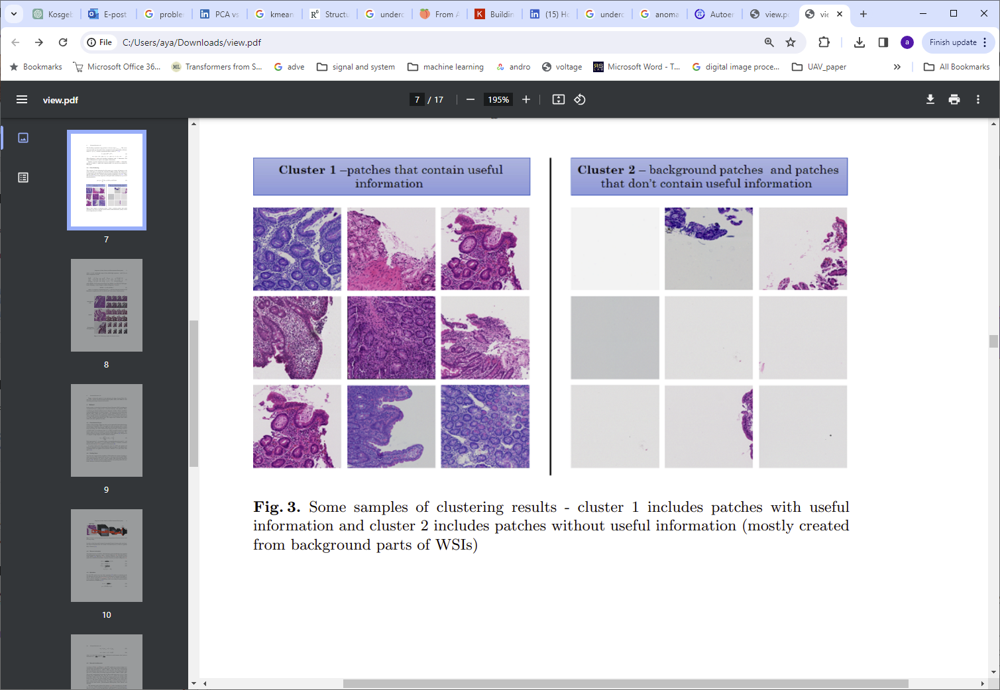 Kosgeb
E-post
proble
PCA vs
kmean
Structu
underc
From A
Buildin
(15) Ho
underc
anoma
Autoer
view.pd
vie
File
C:/Users/aya/Downloads/view.pdf
a
Finish update
Bookmarks
Microsoft Office 36...
ML
Transformers from S...
adve
signal and system
machine learning
andro
voltage
Microsoft Word - T...
digital image proce...
UAV_paper
All Bookmarks
view.pdf
7 / 17
195%
7
8
9
10
Cluster 1 –patches that contain useful
information
Cluster 2 – background patches and patches
that don't contain useful information
Fig. 3. Some samples of clustering results - cluster 1 includes patches with useful
information and cluster 2 includes patches without useful information (mostly created
from background parts of WSIs)